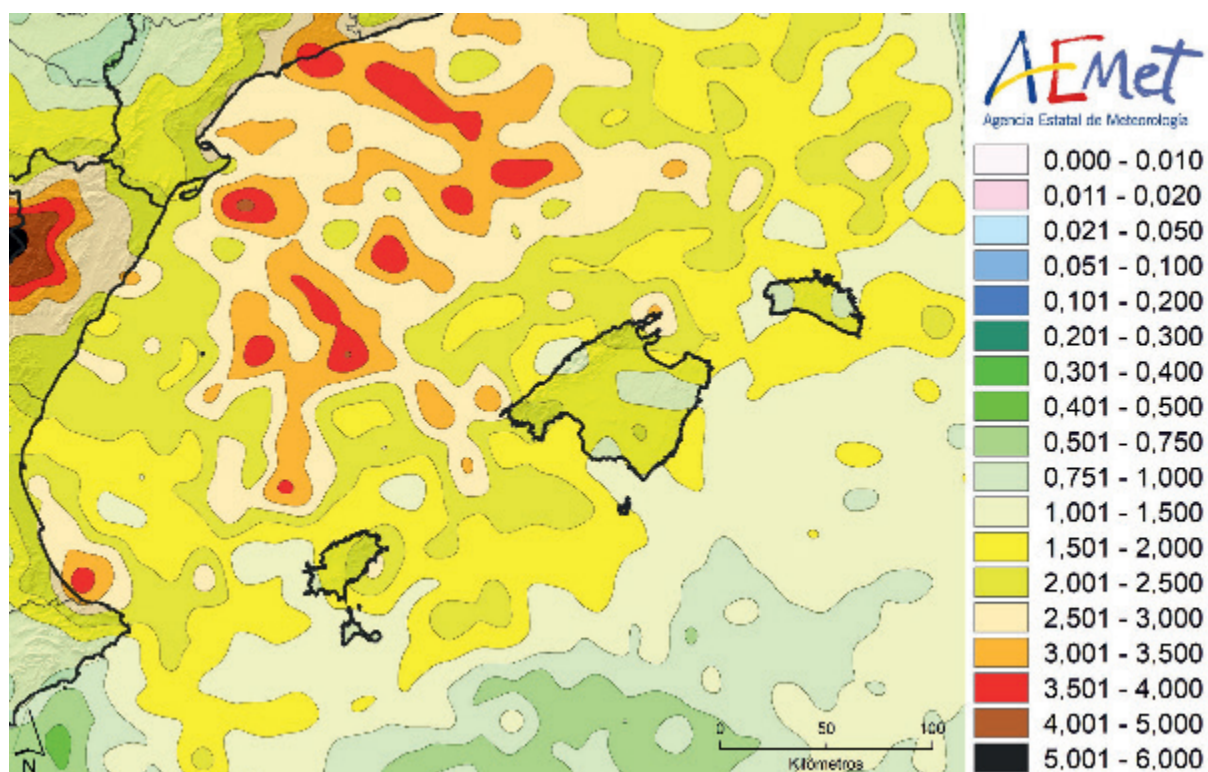 AEMet
Agencia Estatal de Meteorología
0,000 - 0,010
0,011 - 0,020
0,021 - 0,050
0,051 - 0,100
0,101 - 0,200
0,201 - 0,300
0,301 - 0,400
0,401 - 0,500
0,501 - 0,750
0,751 - 1,000
1,001 - 1,500
1,501 - 2,000
2,001 - 2,500
2,501 - 3,000
3,001 - 3,500
3,501 - 4,000
4,001 - 5,000
5,001 - 6,000
0 50 100
Kilómetros
N